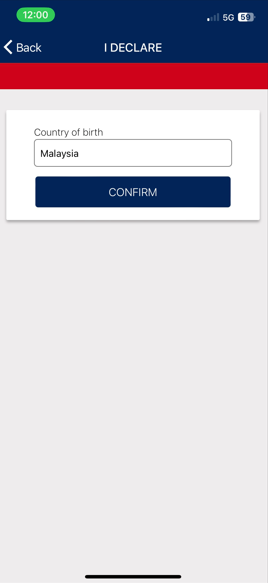 12:00
5G 59
Back
I DECLARE
Country of birth
Malaysia
CONFIRM